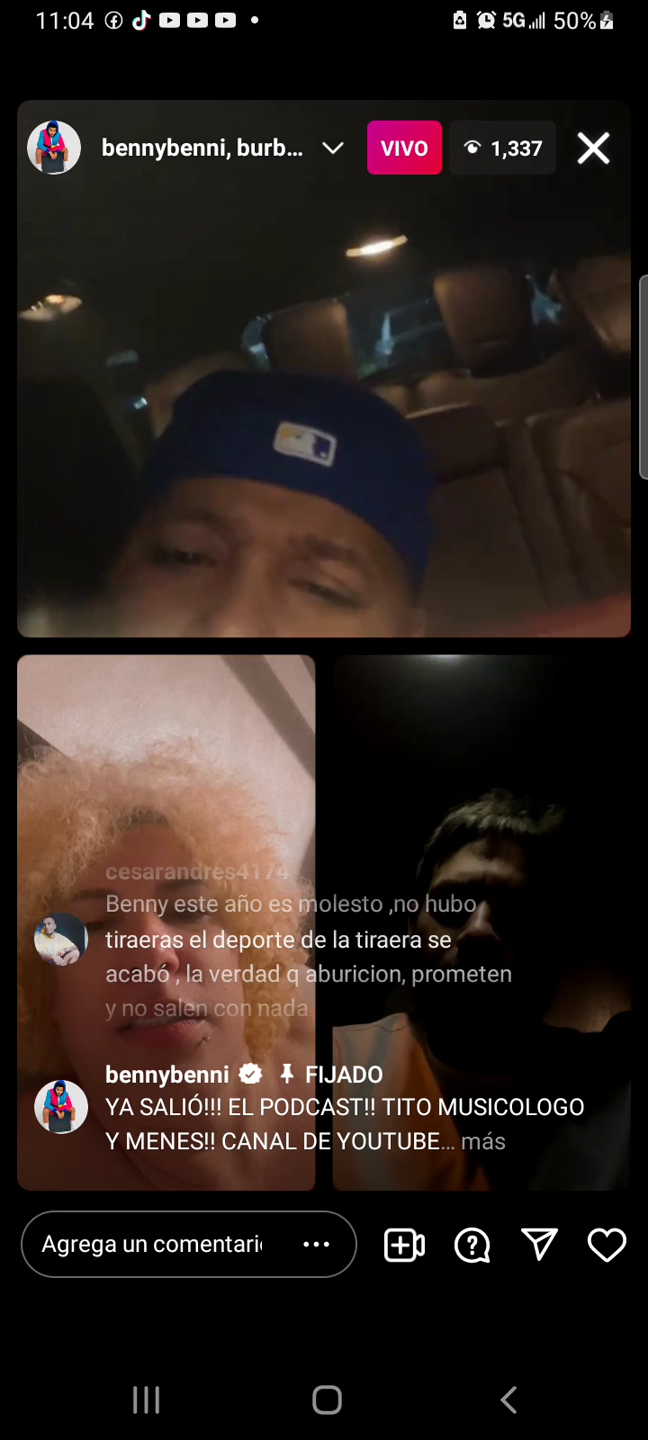 11:04 5G 50%
bennybenni, burb... VIVO 1,337
cesarandres4174
Benny este año es molesto ,no hubo
tiraeras el deporte de la tiraera se
acabó , la verdad q aburicion, prometen
y no salen con nada
bennybenni FIJADO
YA SALIÓ!!! EL PODCAST!! TITO MUSICOLOGO
Y MENES!! CANAL DE YOUTUBE... más
Agrega un comentari